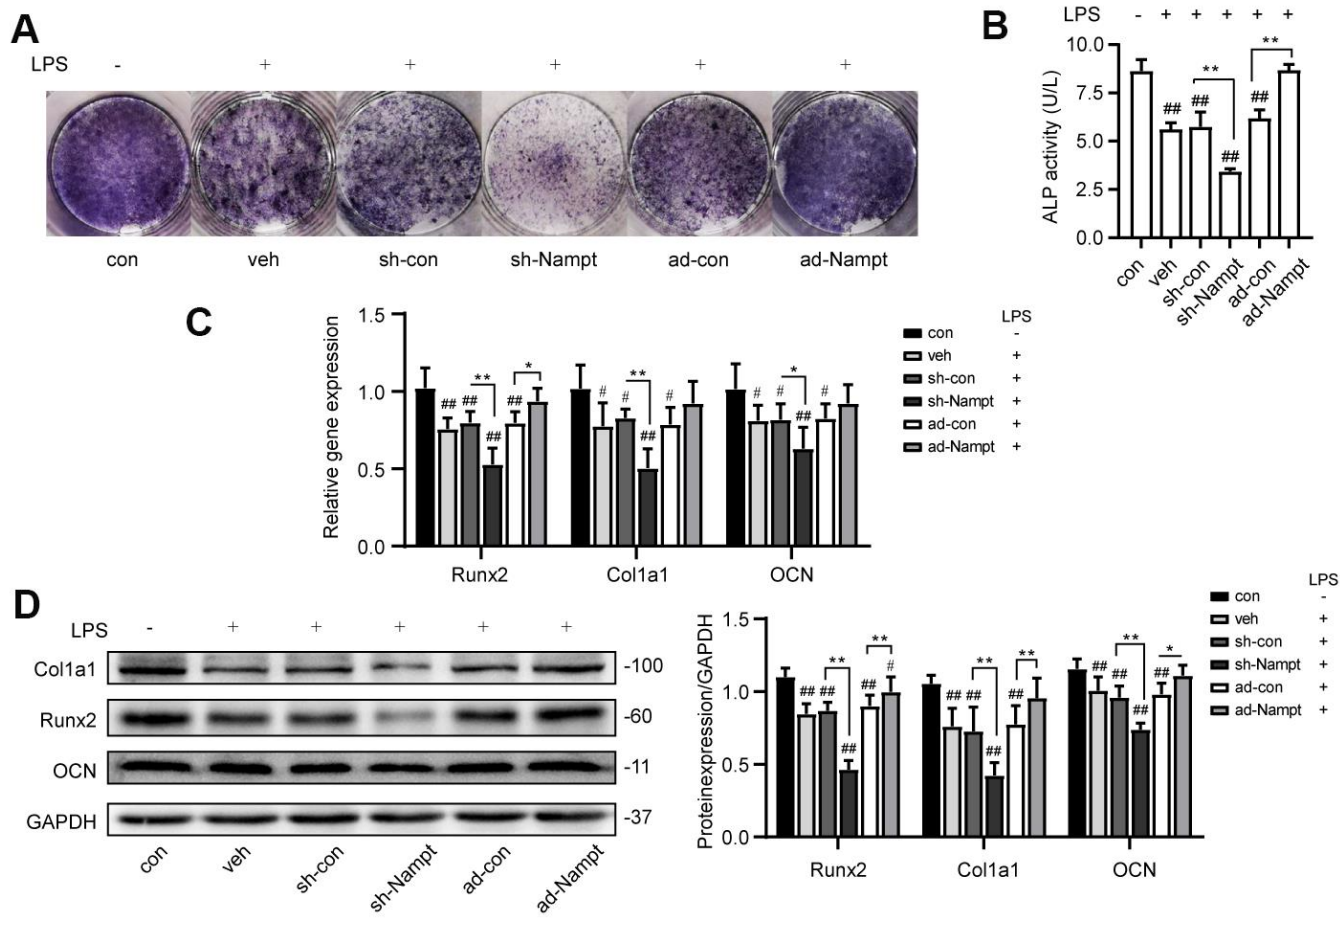 A
LPS - + + + + +
con veh sh-con sh-Nampt ad-con ad-Nampt
B
LPS - + + + + +
ALP activity (U/L)
10.0
7.5
5.0
2.5
0.0
## ## ## ** ## **
con veh sh-con sh-Nampt ad-con ad-Nampt
C
Relative gene expression
1.5
1.0
0.5
0.0
## ## ** ## ## *
# # ** ## #
# # * ## #
Runx2 Col1a1 OCN
LPS
con -
veh +
sh-con +
sh-Nampt +
ad-con +
ad-Nampt +
D
LPS - + + + + +
Col1a1 -100
Runx2 -60
OCN -11
GAPDH -37
con veh sh-con sh-Nampt ad-con ad-Nampt
Proteinexpression/GAPDH
1.5
1.0
0.5
0.0
## ## ** ## ## ** #
## ## ** ## ## **
## ## ** ## ## *
Runx2 Col1a1 OCN
LPS
con -
veh +
sh-con +
sh-Nampt +
ad-con +
ad-Nampt +